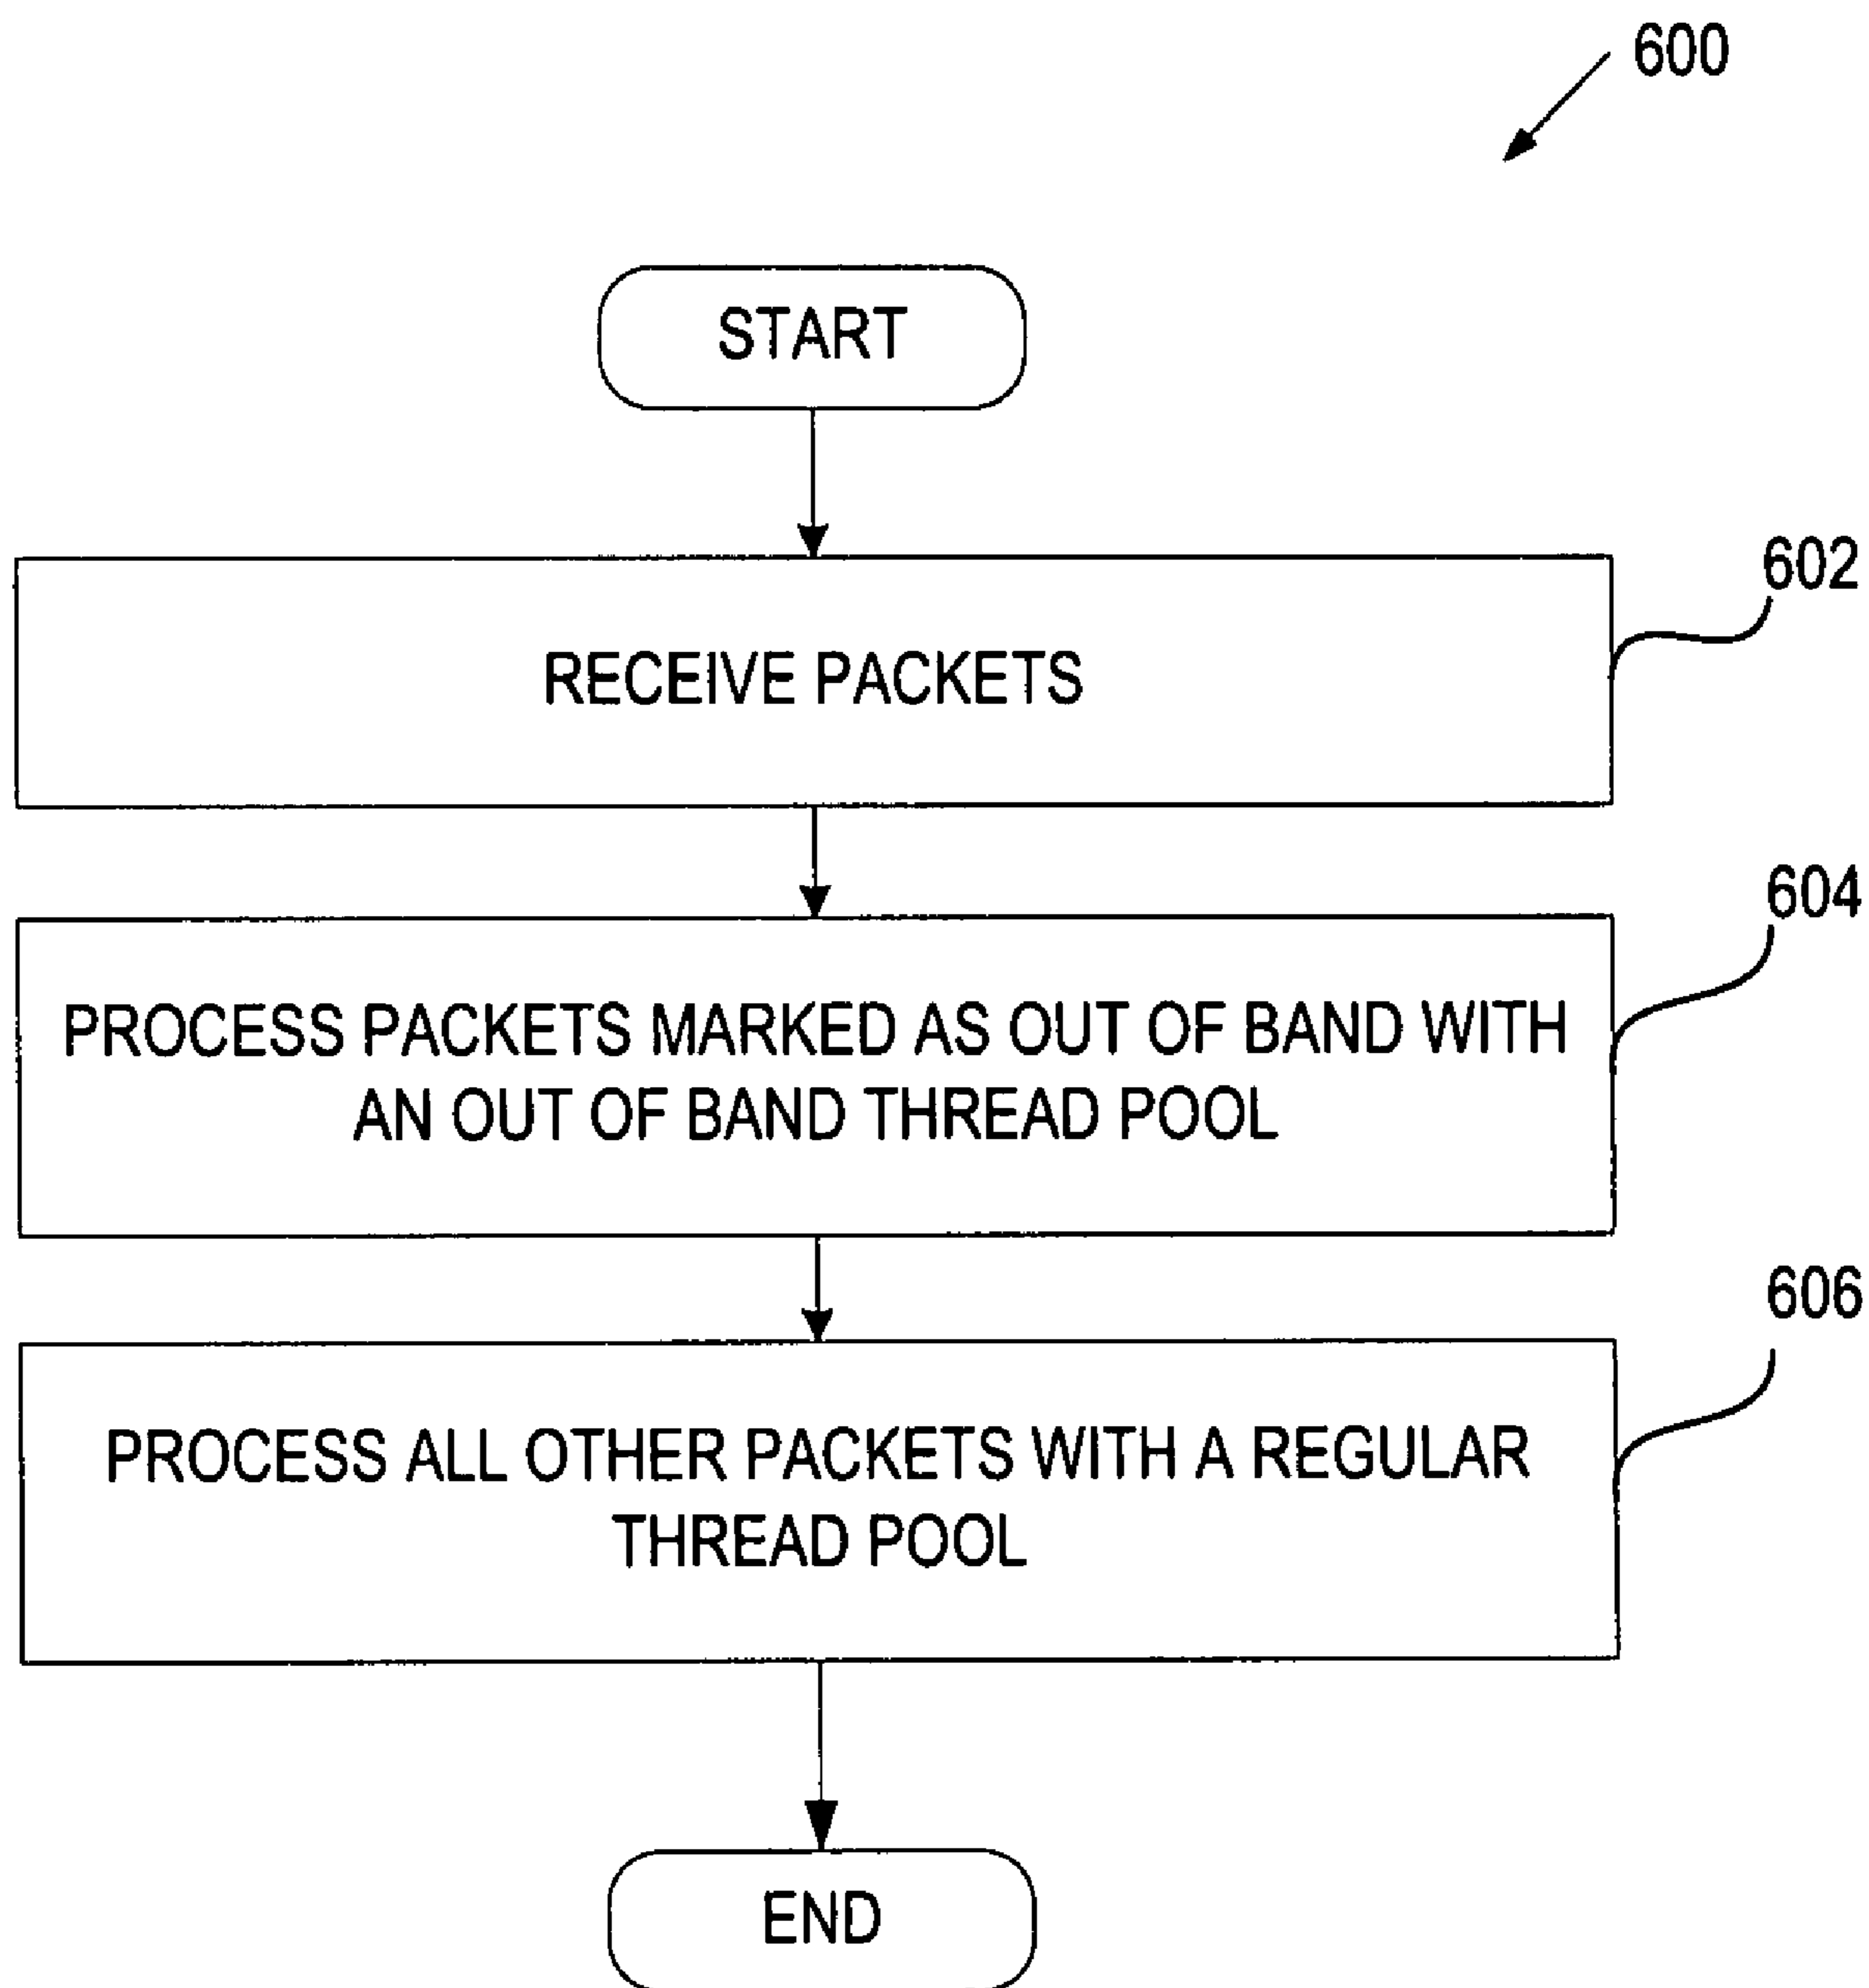 600
START
602
RECEIVE PACKETS
604
PROCESS PACKETS MARKED AS OUT OF BAND WITH
AN OUT OF BAND THREAD POOL
606
PROCESS ALL OTHER PACKETS WITH A REGULAR
THREAD POOL
END